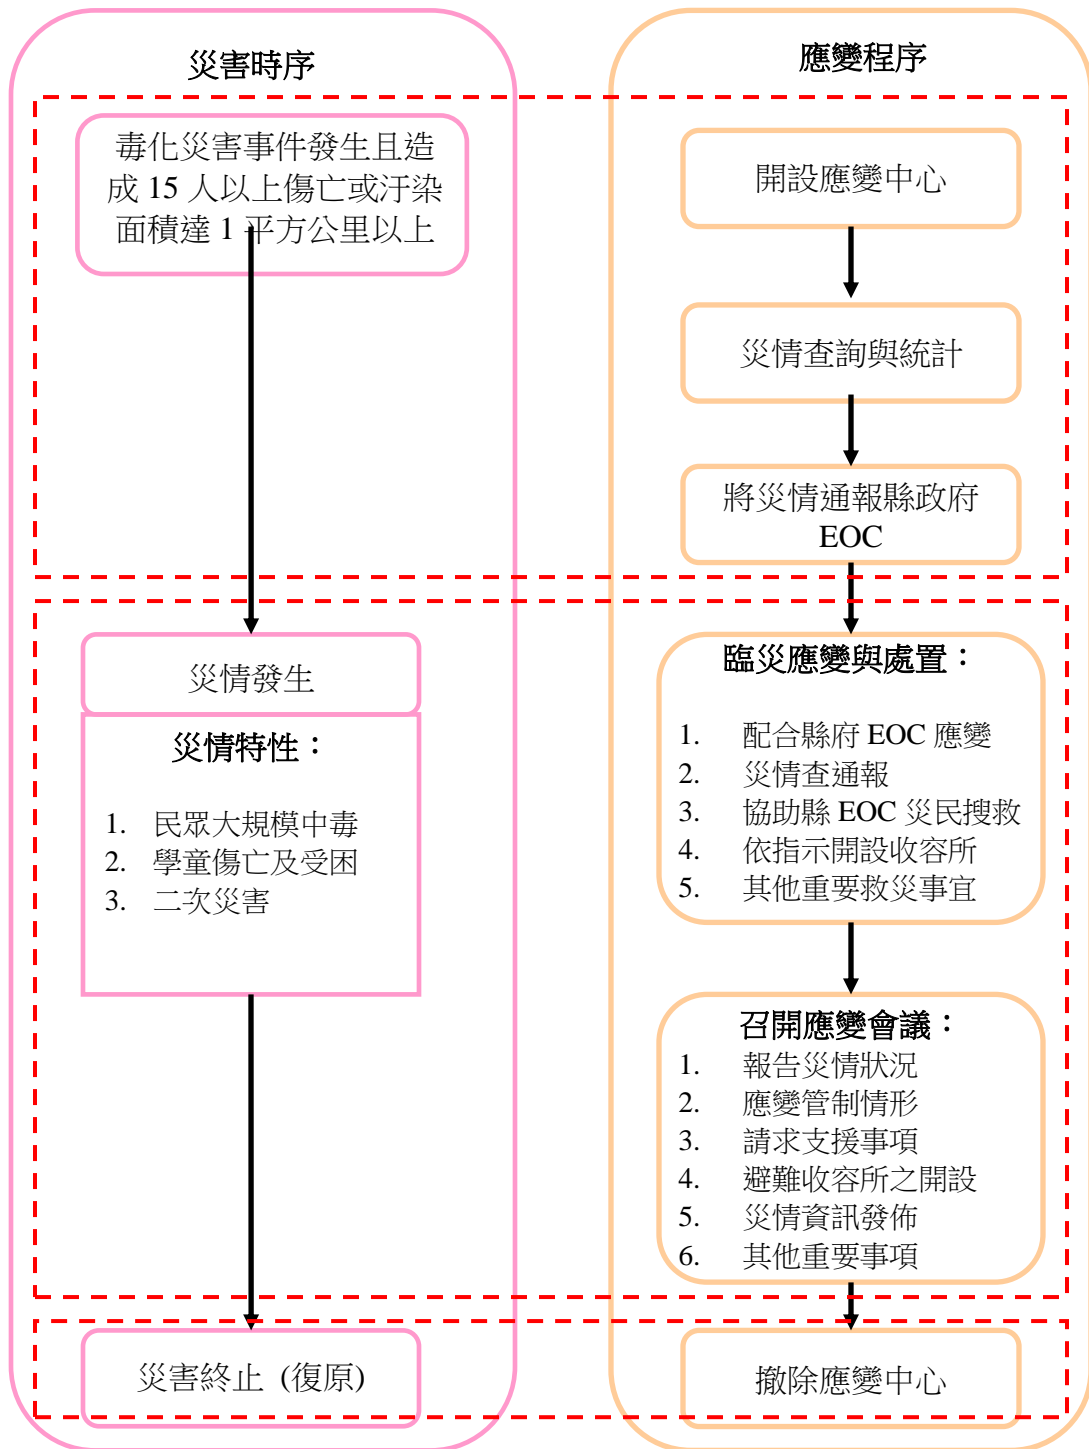 災害時序
毒化災害事件發生且造
成 15 人以上傷亡或汙染
面積達 1 平方公里以上
災情發生
災情特性：
1. 民眾大規模中毒
2. 學童傷亡及受困
3. 二次災害
災害終止 (復原)
應變程序
開設應變中心
災情查詢與統計
將災情通報縣政府
EOC
臨災應變與處置：
1. 配合縣府 EOC 應變
2. 災情查通報
3. 協助縣 EOC 災民搜救
4. 依指示開設收容所
5. 其他重要救災事宜
召開應變會議：
1. 報告災情狀況
2. 應變管制情形
3. 請求支援事項
4. 避難收容所之開設
5. 災情資訊發佈
6. 其他重要事項
撤除應變中心